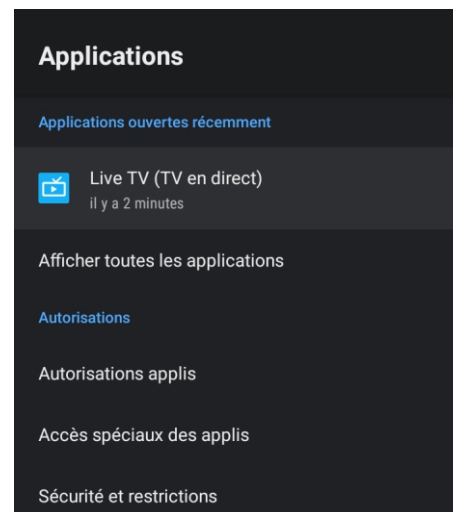 Applications
Applications ouvertes récemment
Live TV (TV en direct)
il y a 2 minutes
Afficher toutes les applications
Autorisations
Autorisations applis
Accès spéciaux des applis
Sécurité et restrictions